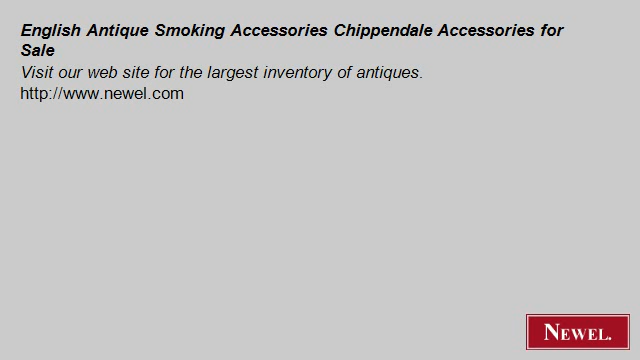 English Antique Smoking Accessories Chippendale Accessories for
Sale
Visit our web site for the largest inventory of antiques.
http://www.newel.com
NEWEL.